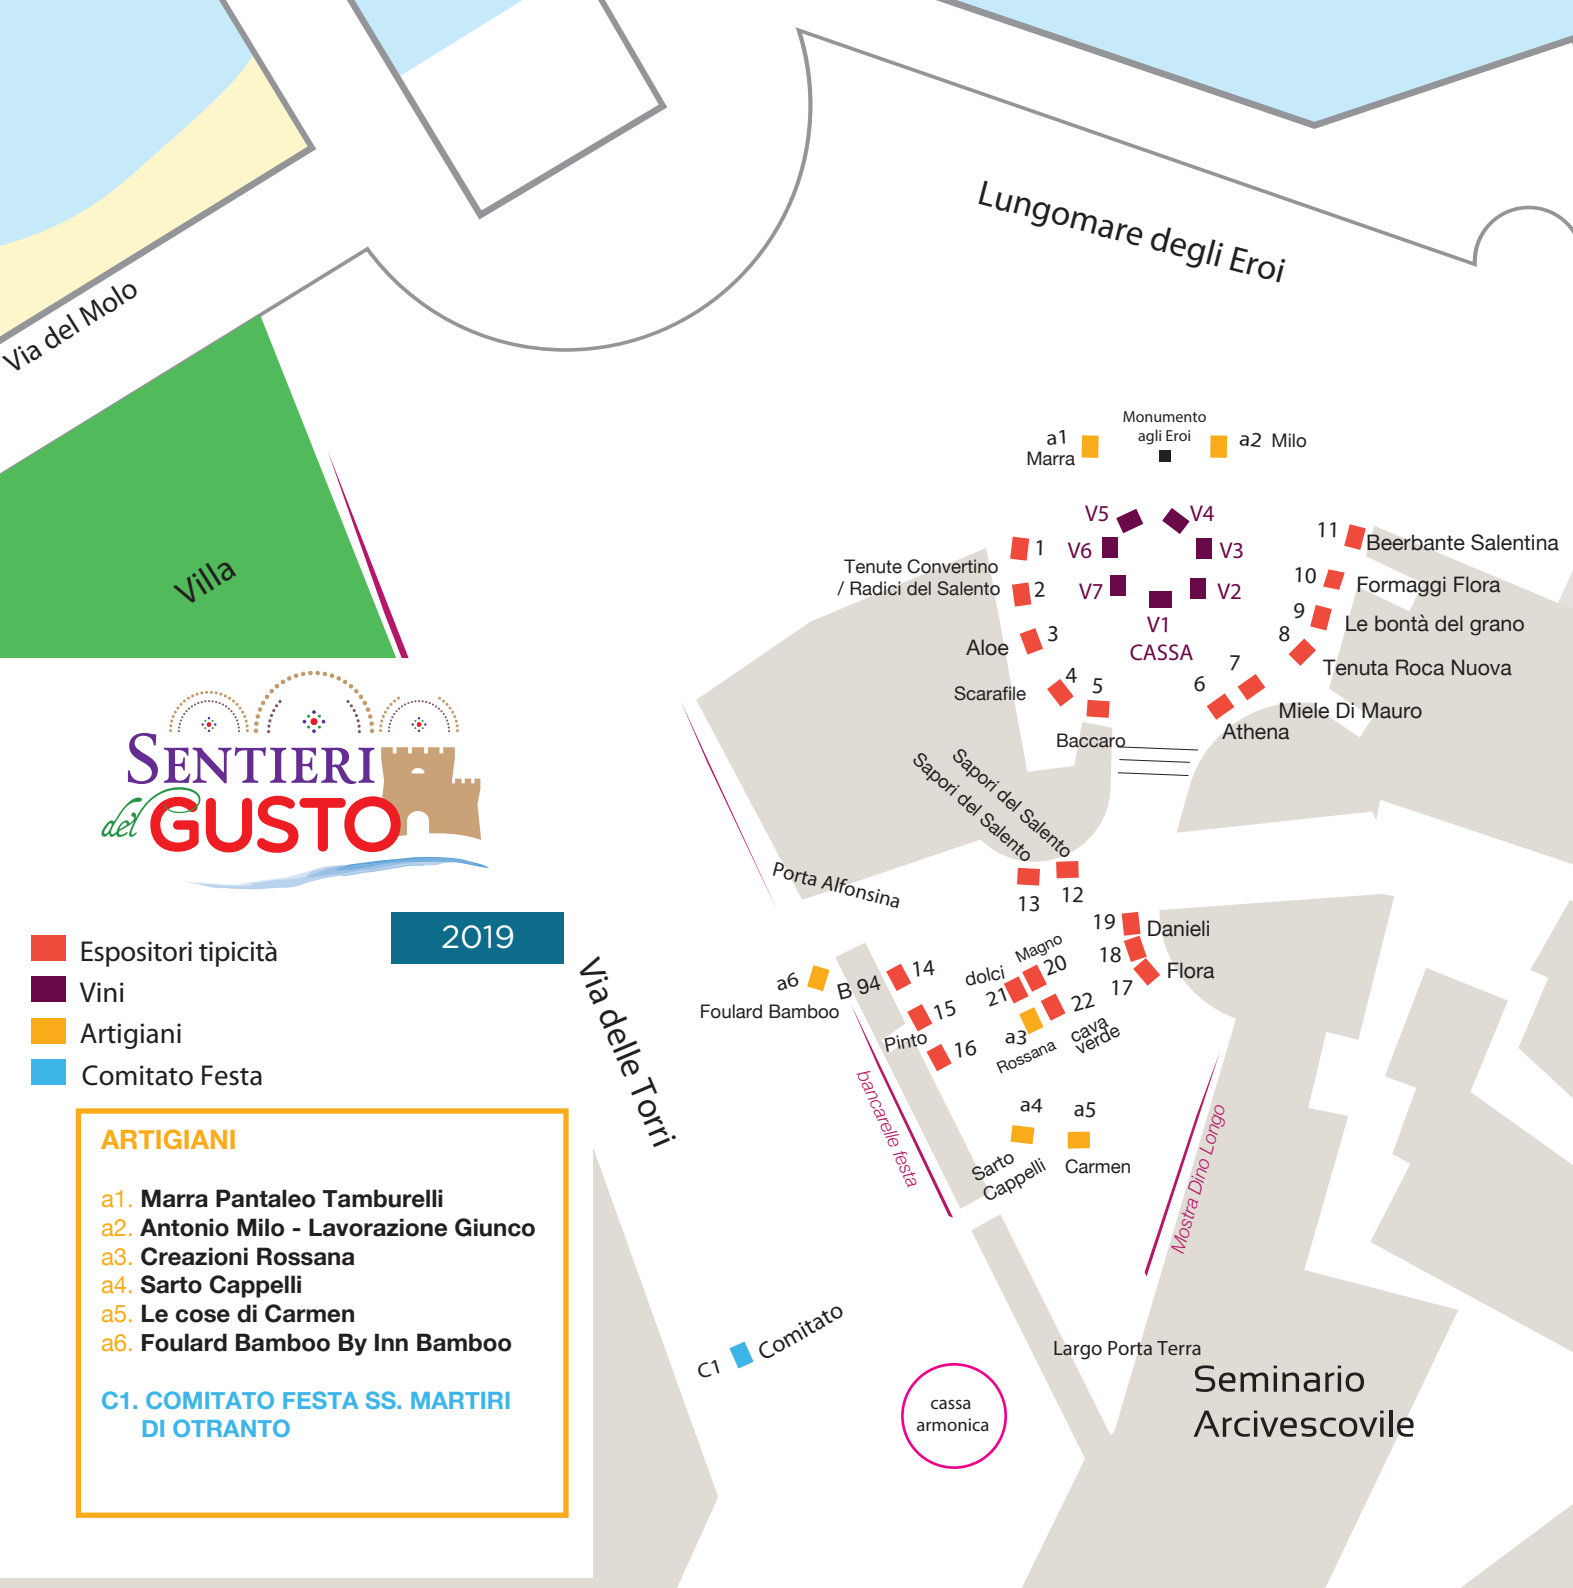 Lungomare degli Eroi
Via del Molo
Villa
Monumento
agli Eroi
a1
Marra
a2 Milo
V5
V4
V6
V3
V7
V2
V1
CASSA
1
Tenute Convertino
/ Radici del Salento
2
3
Aloe
4
Scarafile
5
Baccaro
6
Athena
7
Miele Di Mauro
8
Tenuta Roca Nuova
9
Le bontà del grano
10
Formaggi Flora
11
Beerbante Salentina
SENTIERI
del GUSTO
2019
Sapori del Salento
Sapori del Salento
13
12
Porta Alfonsina
Via delle Torri
a6
Foulard Bamboo
B 94
14
15
Pinto
16
dolci
Magno
21
20
22
cava
verde
a3
Rossana
19
Danieli
18
Flora
17
bancarelle festa
a4
Sarto
Cappelli
a5
Carmen
Mostra Dino Longo
Espositori tipicità
Vini
Artigiani
Comitato Festa
ARTIGIANI
a1. Marra Pantaleo Tamburelli
a2. Antonio Milo - Lavorazione Giunco
a3. Creazioni Rossana
a4. Sarto Cappelli
a5. Le cose di Carmen
a6. Foulard Bamboo By Inn Bamboo
C1. COMITATO FESTA SS. MARTIRI
DI OTRANTO
C1
Comitato
cassa
armonica
Largo Porta Terra
Seminario
Arcivescovile